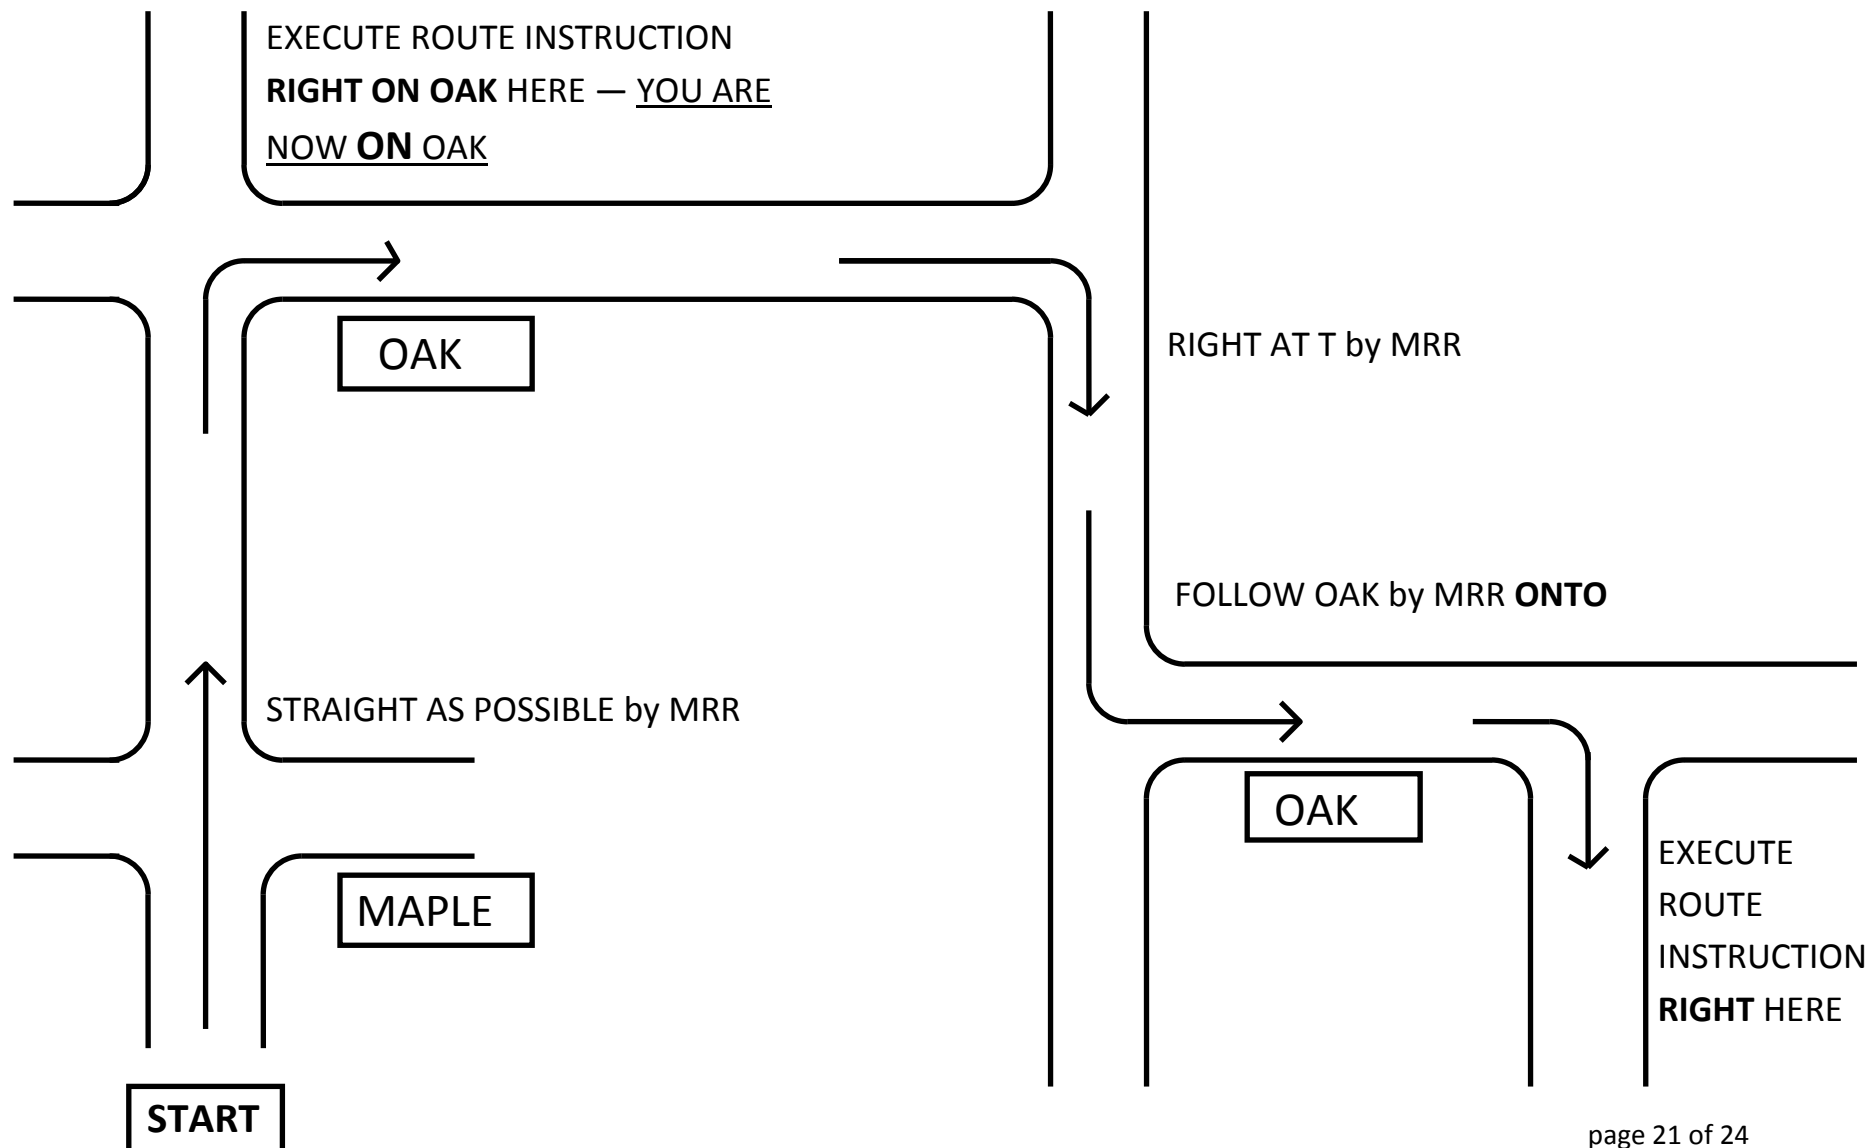 EXECUTE ROUTE INSTRUCTION
RIGHT ON OAK HERE — YOU ARE
NOW ON OAK
OAK
RIGHT AT T by MRR
FOLLOW OAK by MRR ONTO
STRAIGHT AS POSSIBLE by MRR
OAK
MAPLE
EXECUTE
ROUTE
INSTRUCTION
RIGHT HERE
START
page 21 of 24